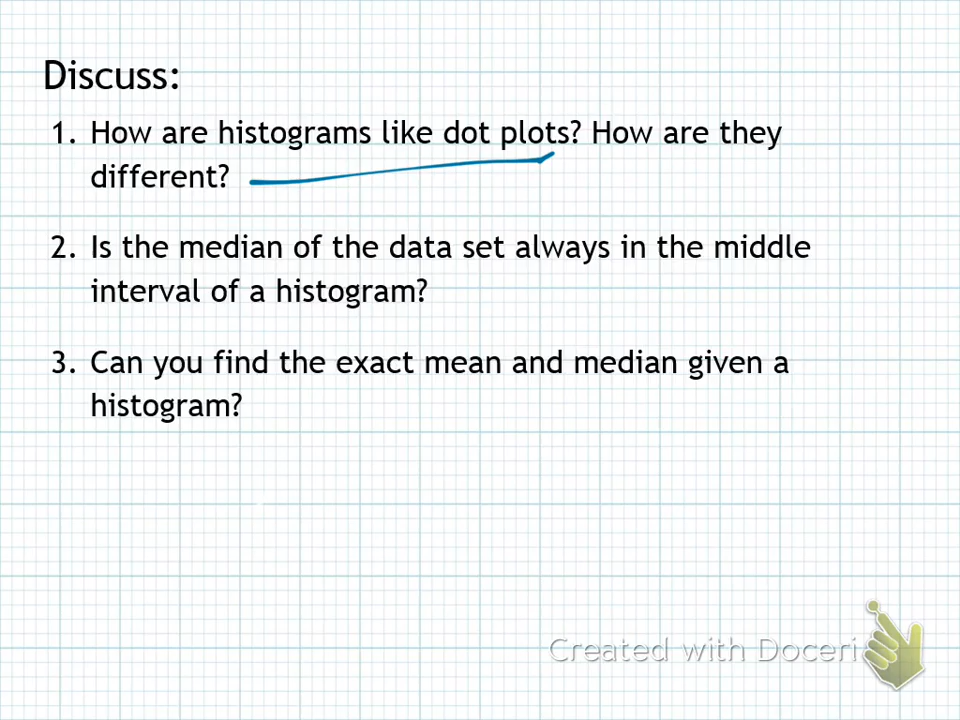 Discuss:
1. How are histograms like dot plots? How are they
different?
2. Is the median of the data set always in the middle
interval of a histogram?
3. Can you find the exact mean and median given a
histogram?
Created with Doceri